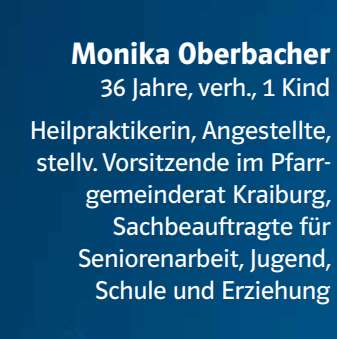 Monika Oberbacher
36 Jahre, verh., 1 Kind
Heilpraktikerin, Angestellte,
stellv. Vorsitzende im Pfarr-
gemeinderat Kraiburg,
Sachbeauftragte für
Seniorenarbeit, Jugend,
Schule und Erziehung